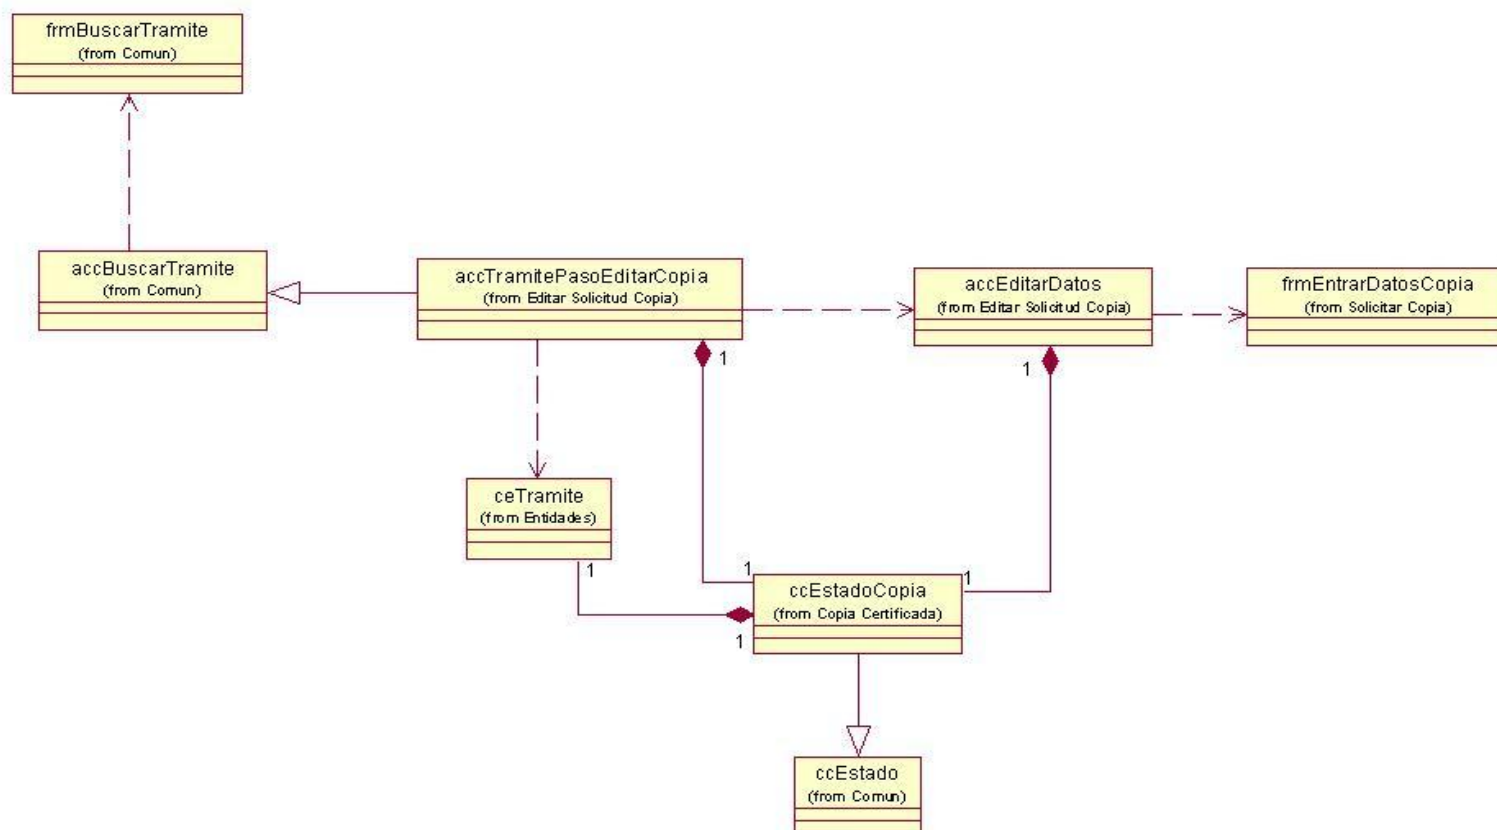 frmBuscarTramite
(from Comun)
accBuscarTramite
(from Comun)
accTramitePasoEditarCopia
(from Editar Solicitud Copia)
accEditarDatos
(from Editar Solicitud Copia)
frmEntrarDatosCopia
(from Solicitar Copia)
1
1
ceTramite
(from Entidades)
1
1
1
ccEstadoCopia
(from Copia Certificada)
1
ccEstado
(from Comun)